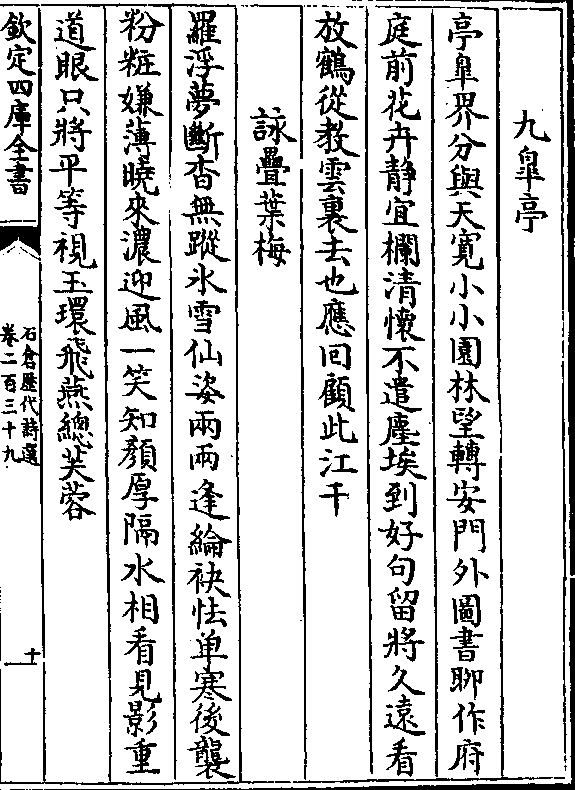 九臯亭
亭臯界分與天寛小小園林望轉安門外圖書聊作府
庭前花卉静宜欄清懷不遣塵埃到好句留將久逺看
放鶴從教雲裏去也應回顧此江干
詠疊葉梅
羅浮夢斷杳無蹤氷雪仙姿兩兩逢綸袂怯单寒後襲
粉粧嫌薄曉來濃迎風一笑知顔厚隔水相看見影重
道眼只將平等視玉環飛燕總芙蓉
欽定四庫全書
石倉歴代詩選
卷二百三十九
十